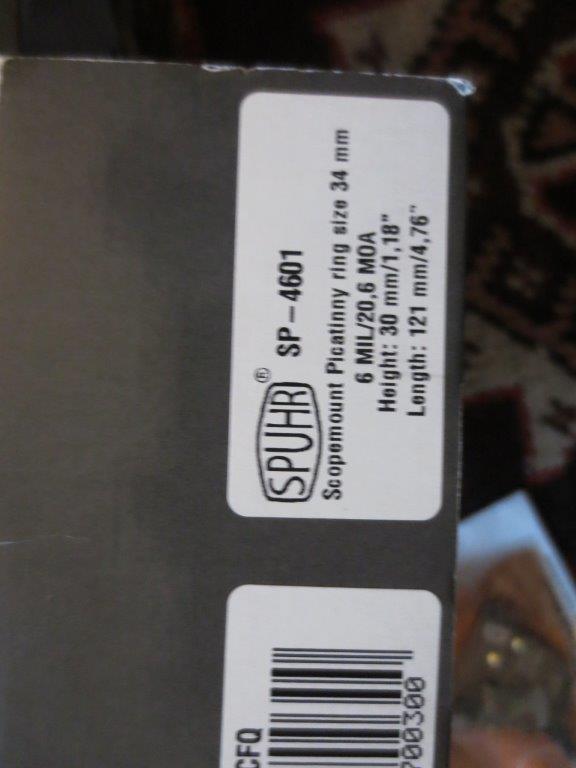 SPUHR® SP-4601
Scopemount Picatinny ring size 34 mm
6 MIL/20,6 MOA
Height: 30 mm/1,18"
Length: 121 mm/4,76"
CFQ
700300